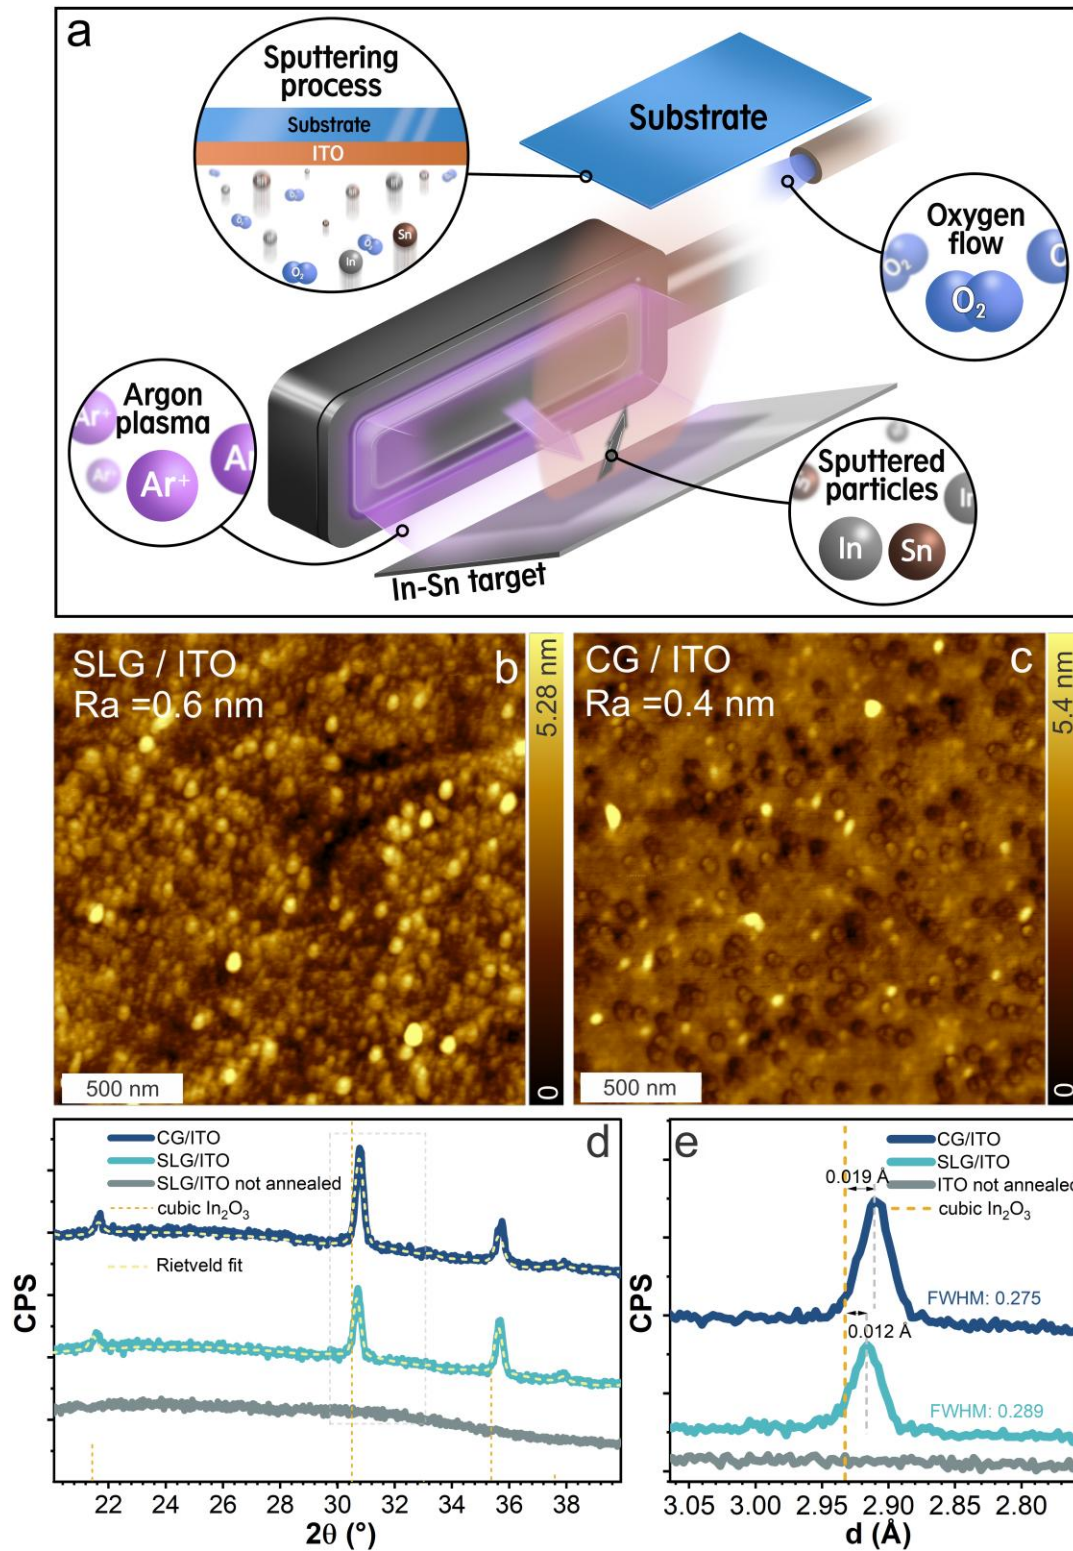 a
Sputtering
process
Substrate
ITO
In
Sn
O₂
Substrate
Oxygen
flow
O₂
O₂
Argon
plasma
Ar⁺
Ar⁺
Ar⁺
Ar
Sputtered
particles
In
In
Sn
In-Sn target
SLG / ITO
Ra =0.6 nm
b
5.28 nm
0
500 nm
CG / ITO
Ra =0.4 nm
c
5.4 nm
0
500 nm
d
CG/ITO
SLG/ITO
SLG/ITO not annealed
cubic In₂O₃
Rietveld fit
CPS
22 24 26 28 30 32 34 36 38
2θ (°)
e
CG/ITO
SLG/ITO
ITO not annealed
cubic In₂O₃
0.019 Å
FWHM: 0.275
0.012 Å
FWHM: 0.289
3.05 3.00 2.95 2.90 2.85 2.80
d (Å)